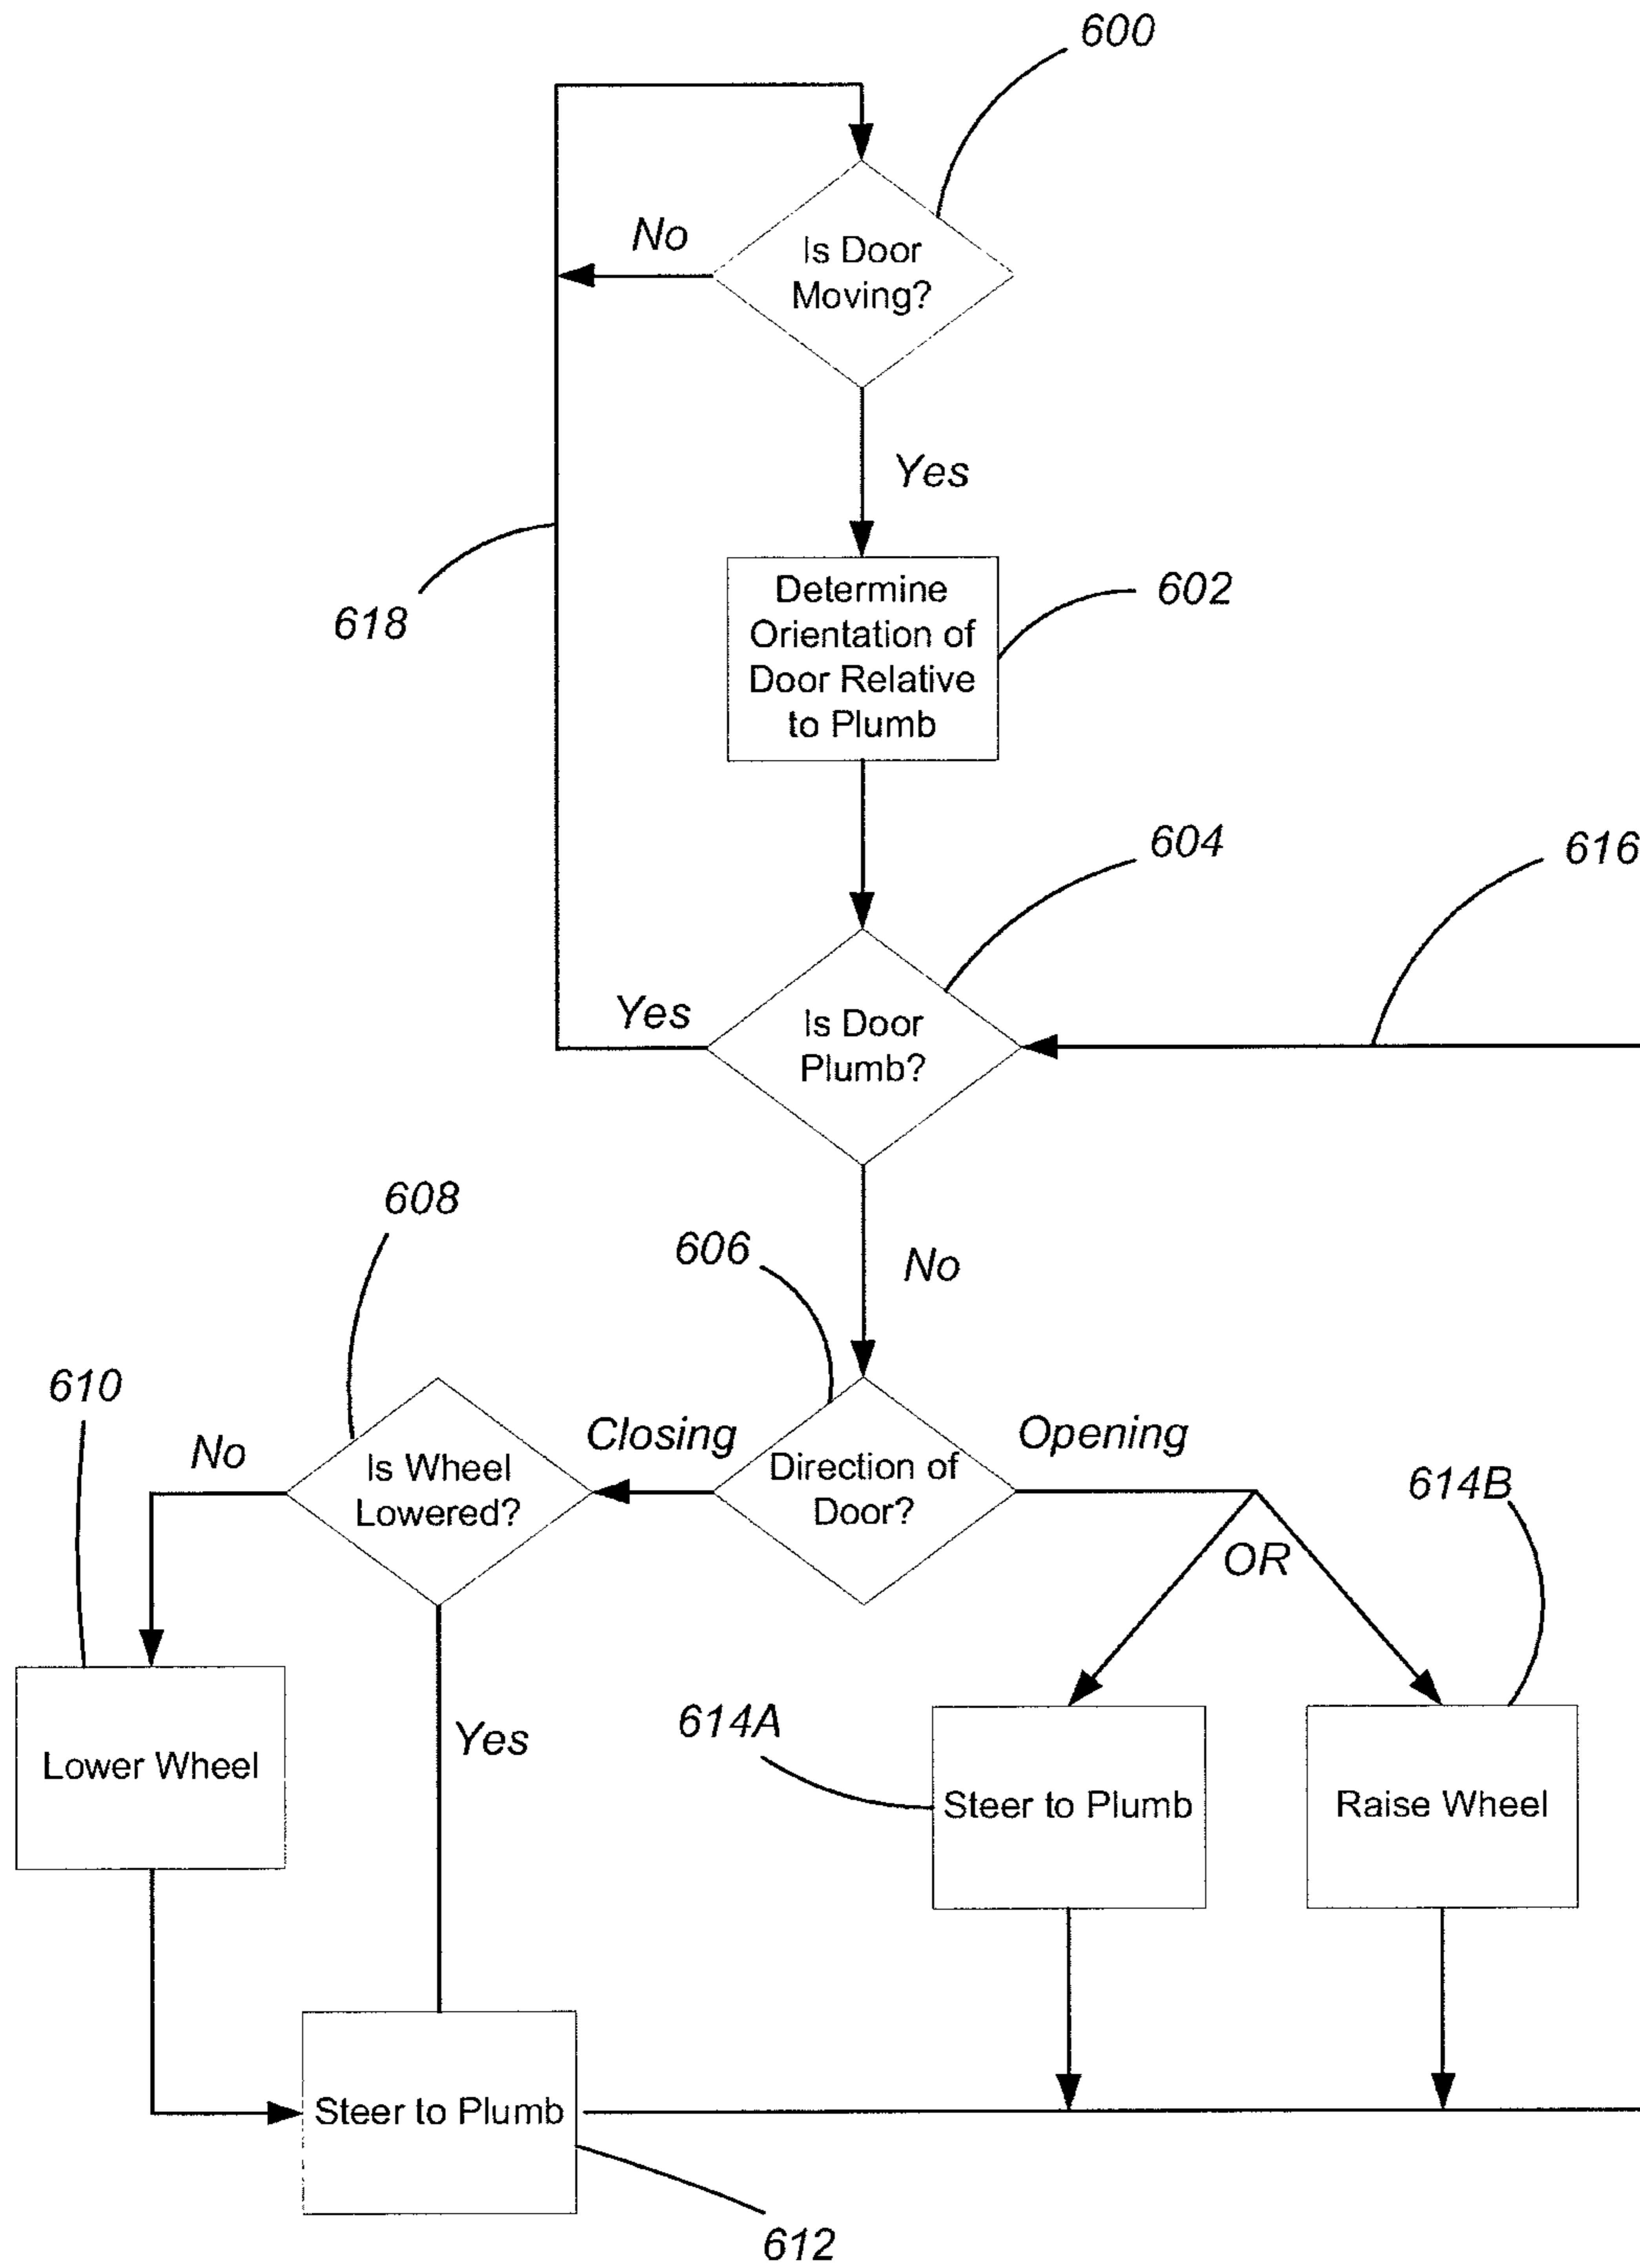 600
No
Is Door
Moving?
Yes
618
Determine
Orientation of
Door Relative
to Plumb
602
604
616
Yes
Is Door
Plumb?
608
606
No
610
No
Is Wheel
Lowered?
Closing
Direction of
Door?
Opening
614B
OR
Lower Wheel
Yes
614A
Steer to Plumb
Raise Wheel
Steer to Plumb
612